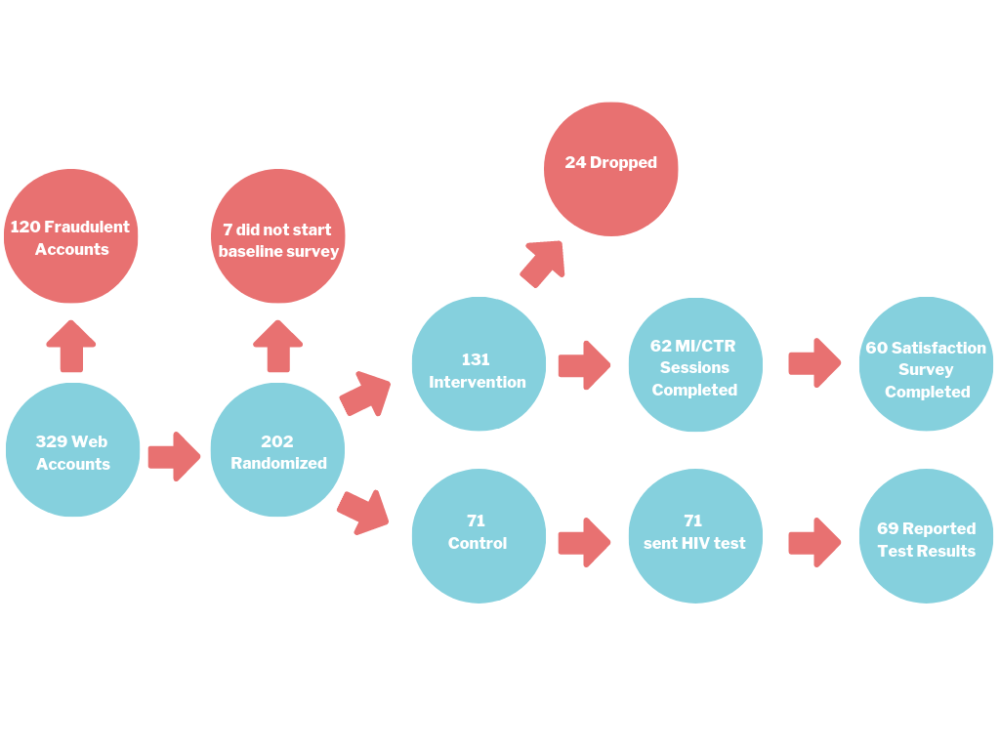 24 Dropped
120 Fraudulent
Accounts
7 did not start
baseline survey
131
Intervention
62 MI/CTR
Sessions
Completed
60 Satisfaction
Survey
Completed
329 Web
Accounts
202
Randomized
71
Control
71
sent HIV test
69 Reported
Test Results